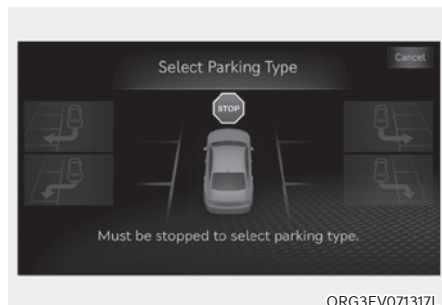 Select Parking Type
Cancel
STOP
Must be stopped to select parking type.
ORG3EV071317L